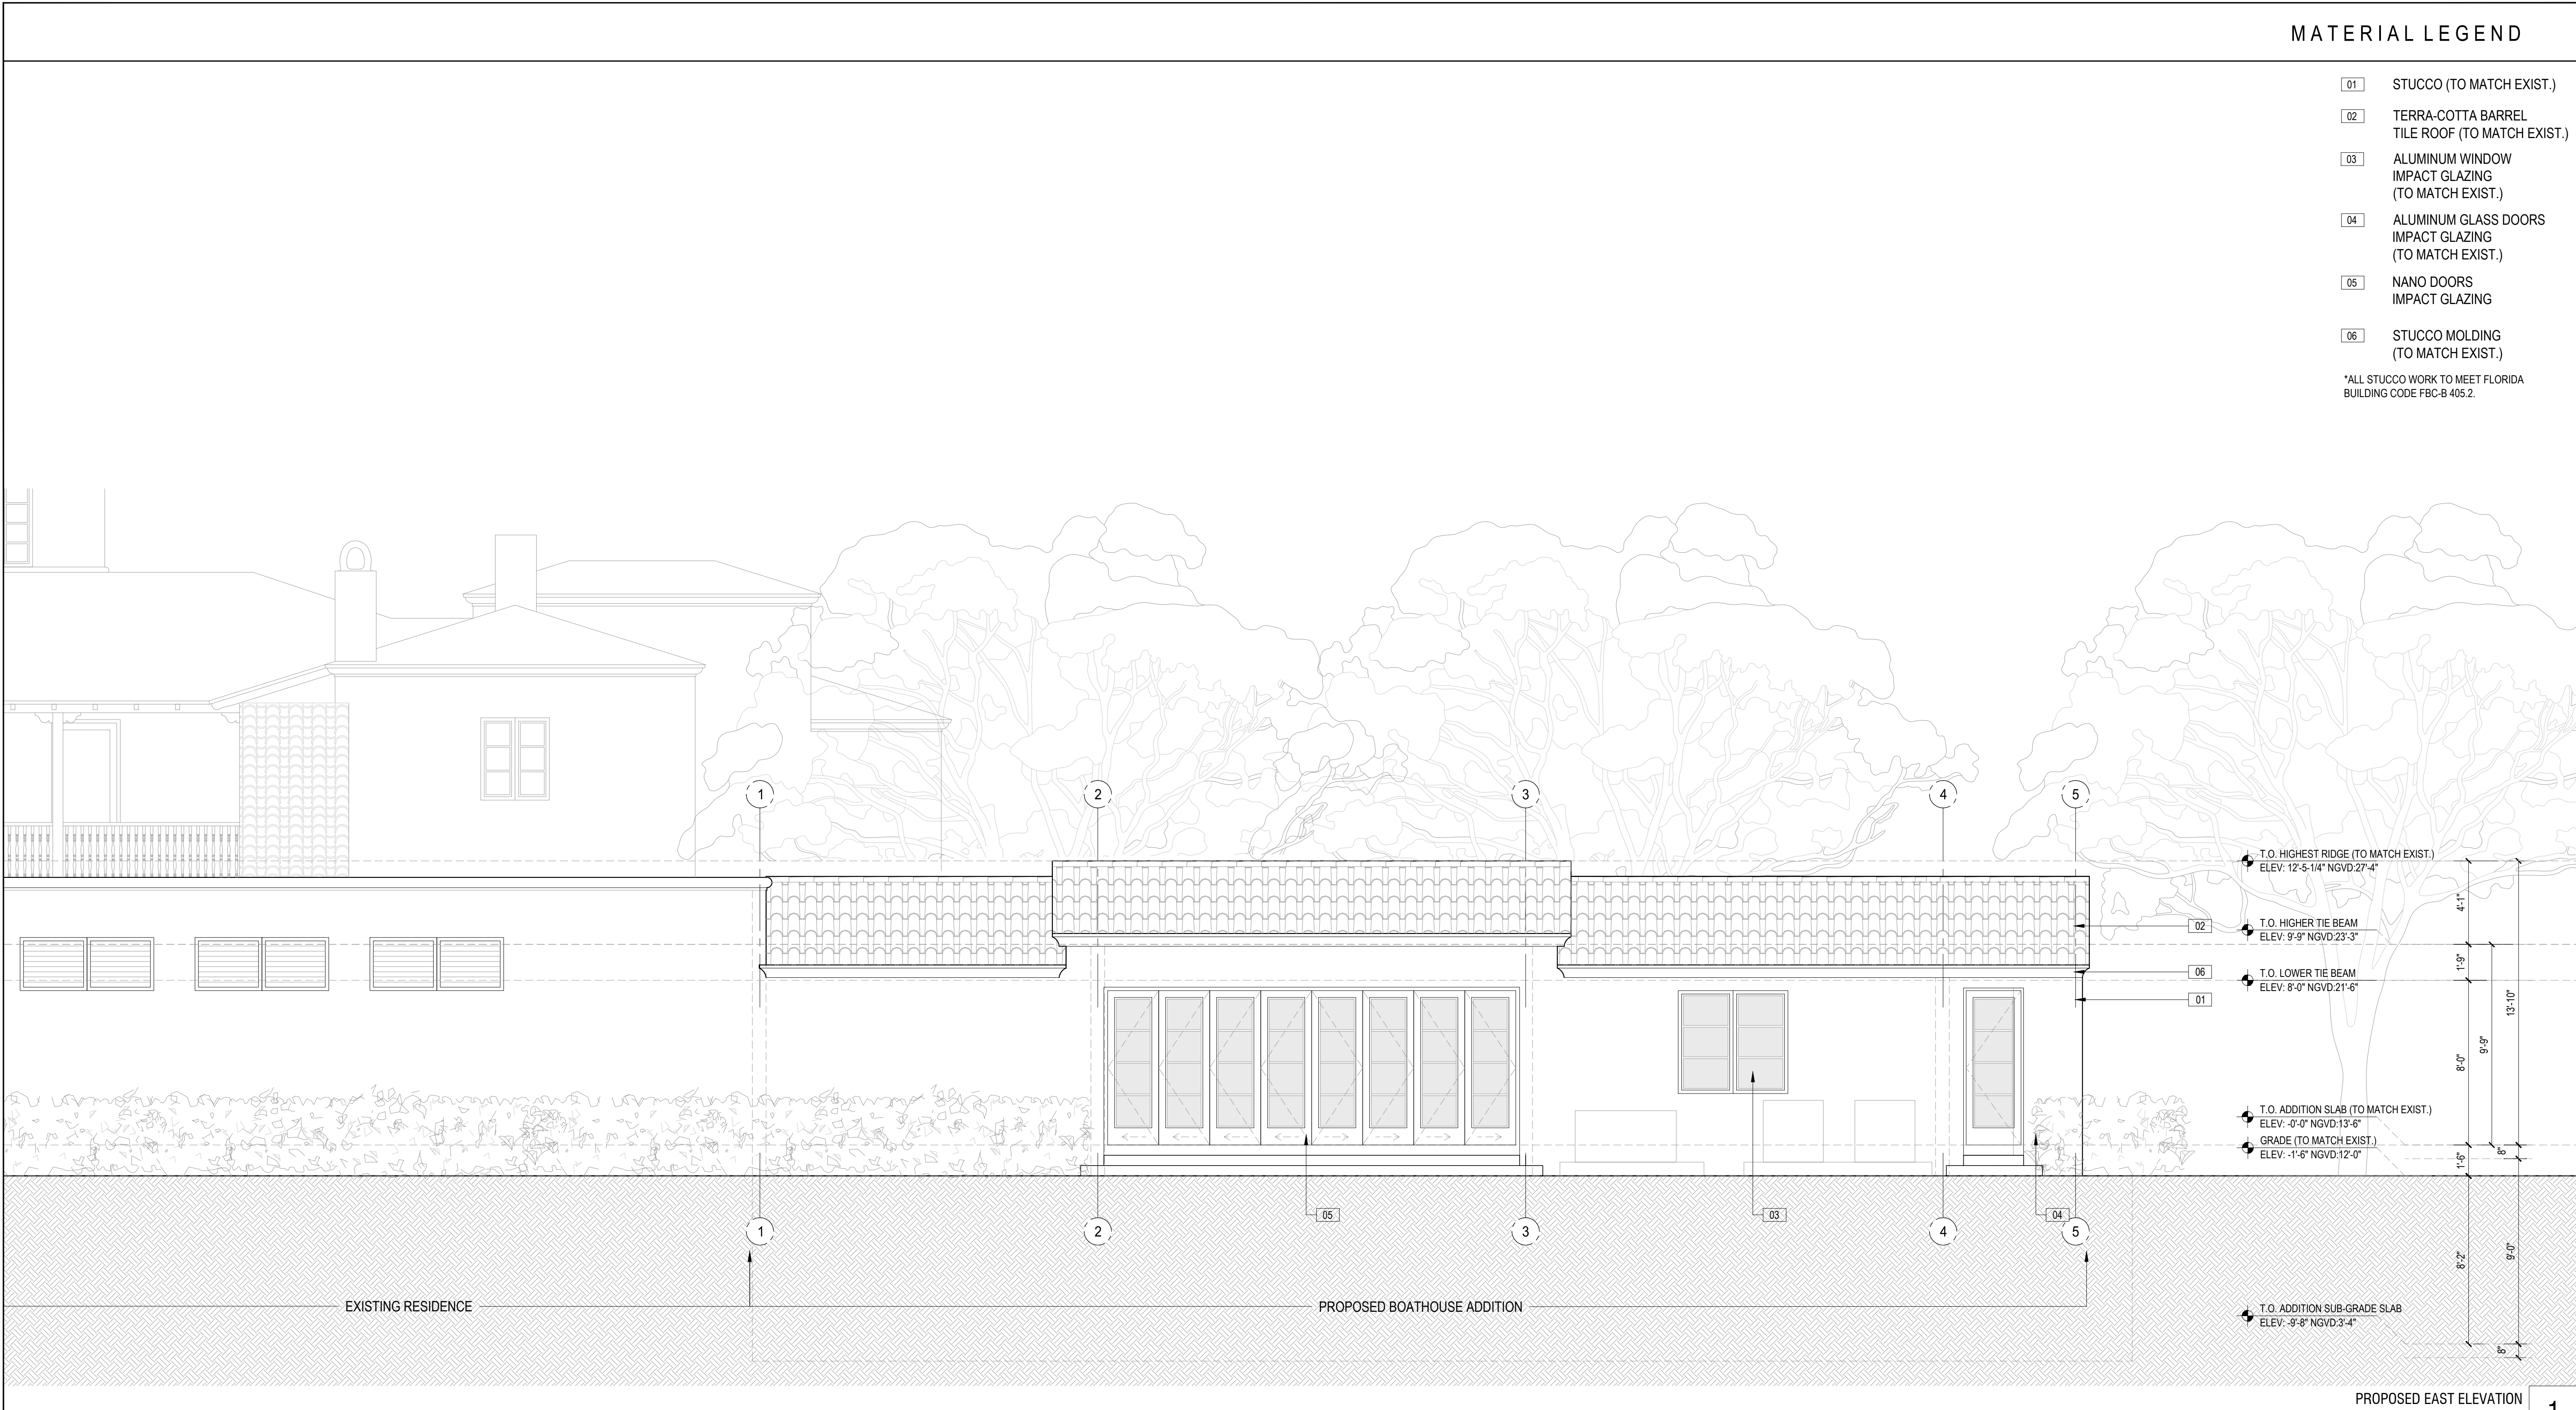 MATERIAL LEGEND
01 STUCCO (TO MATCH EXIST.)
02 TERRA-COTTA BARREL
TILE ROOF (TO MATCH EXIST.)
03 ALUMINUM WINDOW
IMPACT GLAZING
(TO MATCH EXIST.)
04 ALUMINUM GLASS DOORS
IMPACT GLAZING
(TO MATCH EXIST.)
05 NANO DOORS
IMPACT GLAZING
06 STUCCO MOLDING
(TO MATCH EXIST.)
*ALL STUCCO WORK TO MEET FLORIDA
BUILDING CODE FBC-B 405.2.
1 2 3 4 5
T.O. HIGHEST RIDGE (TO MATCH EXIST.)
ELEV: 12'-5-1/4" NGVD:27'-4"
4'-1"
02
T.O. HIGHER TIE BEAM
ELEV: 9'-9" NGVD:23'-3"
1'-9"
06
T.O. LOWER TIE BEAM
ELEV: 8'-0" NGVD:21'-6"
01
13'-10"
9'-9"
8'-0"
T.O. ADDITION SLAB (TO MATCH EXIST.)
ELEV: -0'-0" NGVD:13'-6"
GRADE (TO MATCH EXIST.)
ELEV: -1'-6" NGVD:12'-0"
8"
1'-6"
05
03
04
1 2 3 4 5
9'-0"
8'-2"
EXISTING RESIDENCE
PROPOSED BOATHOUSE ADDITION
T.O. ADDITION SUB-GRADE SLAB
ELEV: -9'-8" NGVD:3'-4"
8"
PROPOSED EAST ELEVATION
1